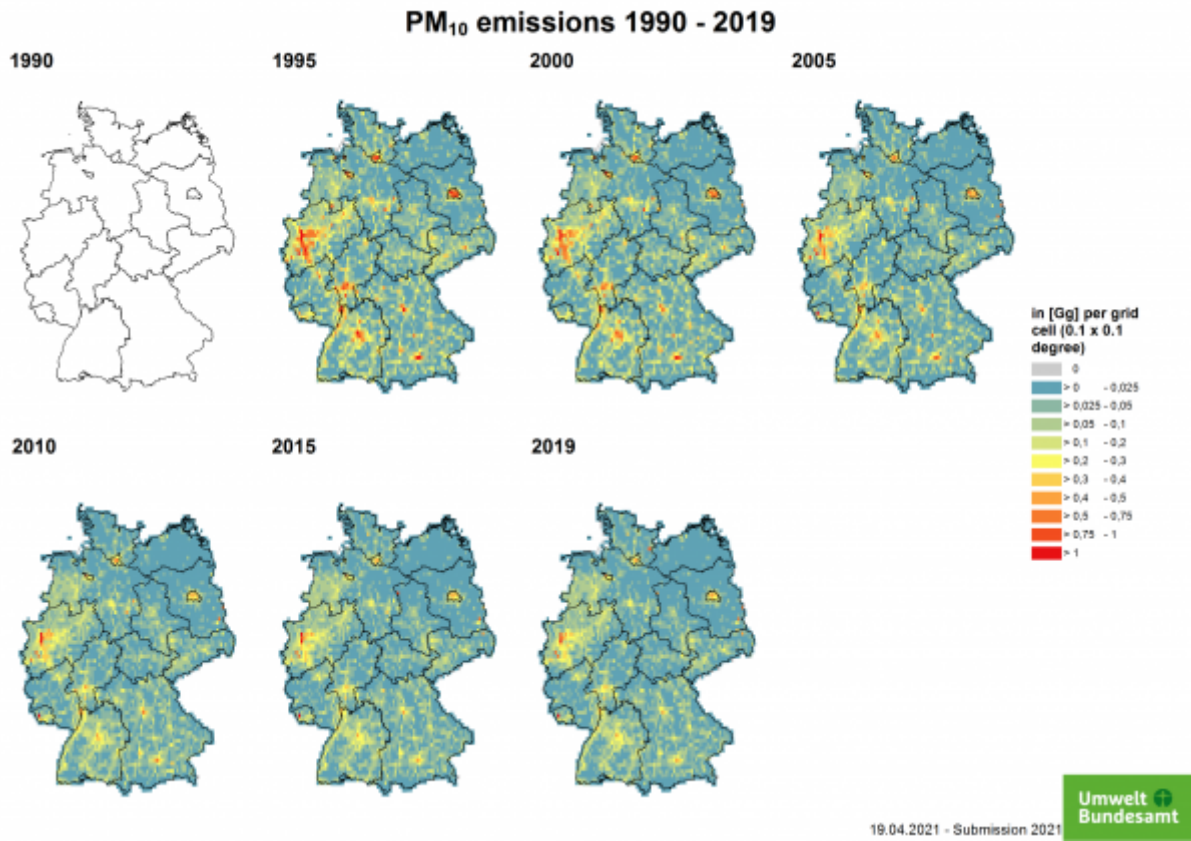 PM₁₀ emissions 1990 - 2019
1990
1995
2000
2005
in [Gg] per grid
cell (0.1 x 0.1
degree)
0
> 0 - 0,025
> 0,025 - 0,05
> 0,05 - 0,1
> 0,1 - 0,2
> 0,2 - 0,3
> 0,3 - 0,4
> 0,4 - 0,5
> 0,5 - 0,75
> 0,75 - 1
> 1
2010
2015
2019
Umwelt
Bundesamt
19.04.2021 - Submission 2021